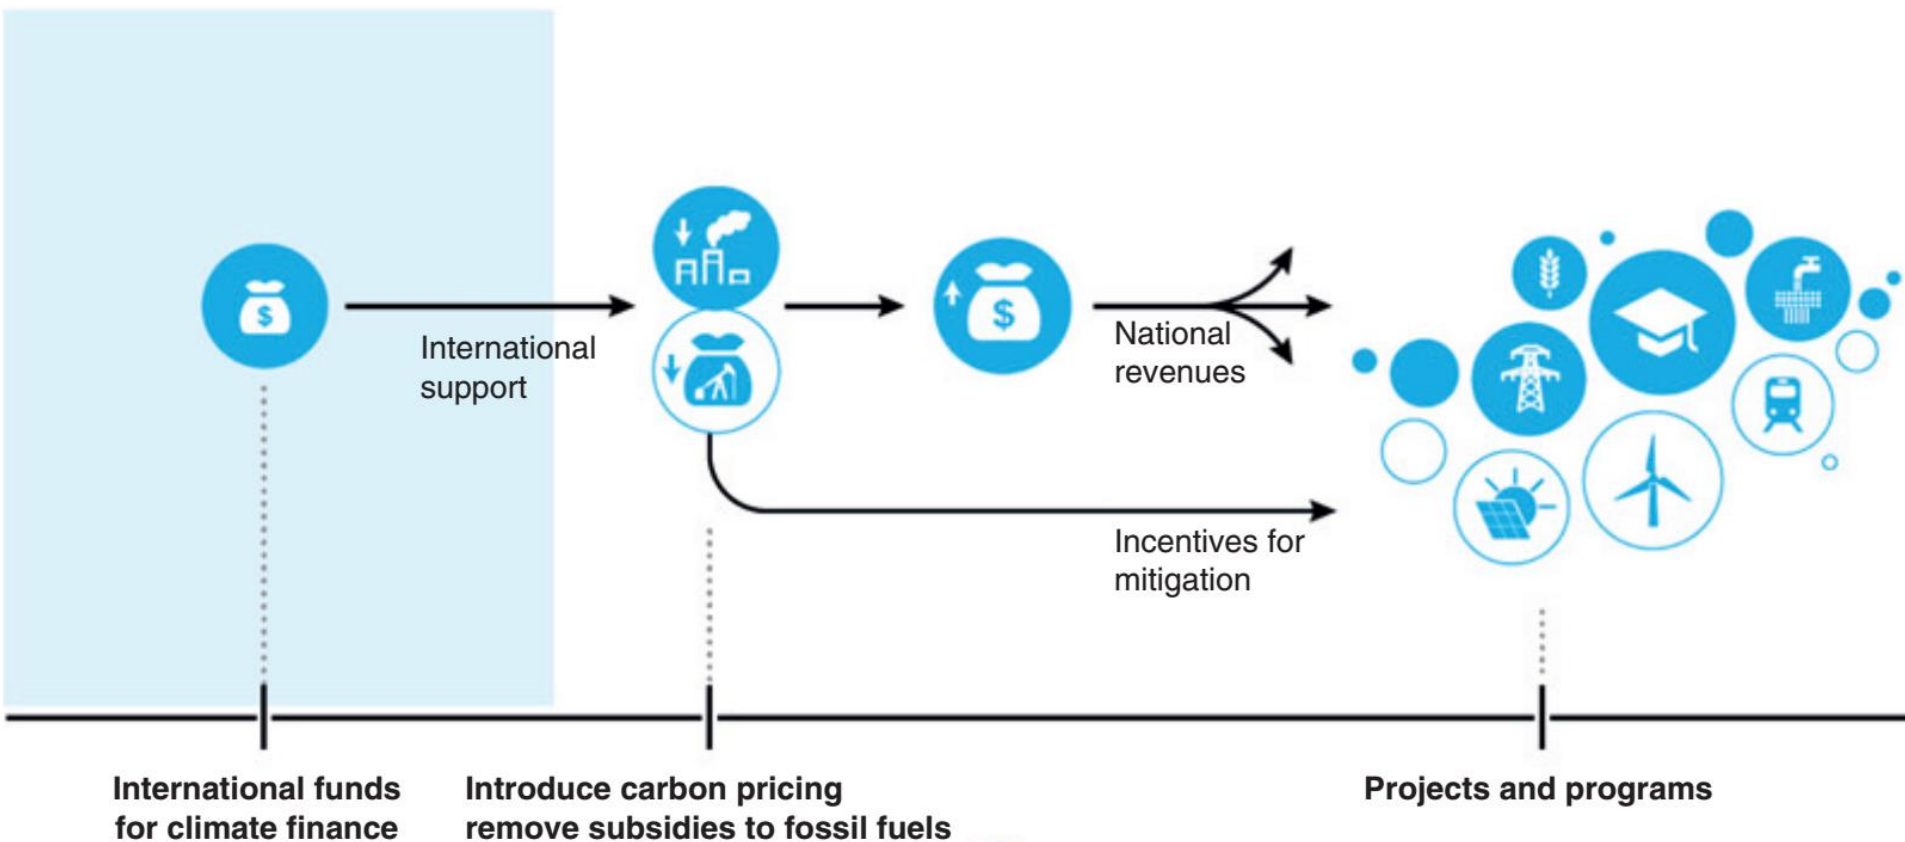 $
$
International
support
National
revenues
Incentives for
mitigation
International funds
for climate finance
Introduce carbon pricing
remove subsidies to fossil fuels
Projects and programs